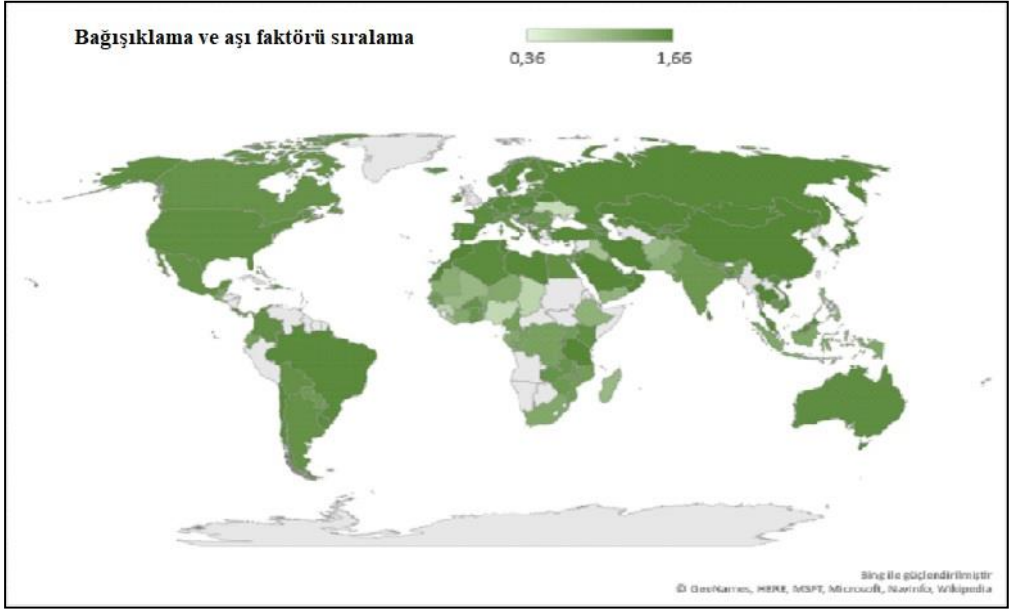 Bağışıklama ve aşı faktörü sıralama
0,36 1,66
Bing ile güçlendirilmiştir
© GeoNames, HERE, MSFT, Microsoft, NavInfo, Wikipedia